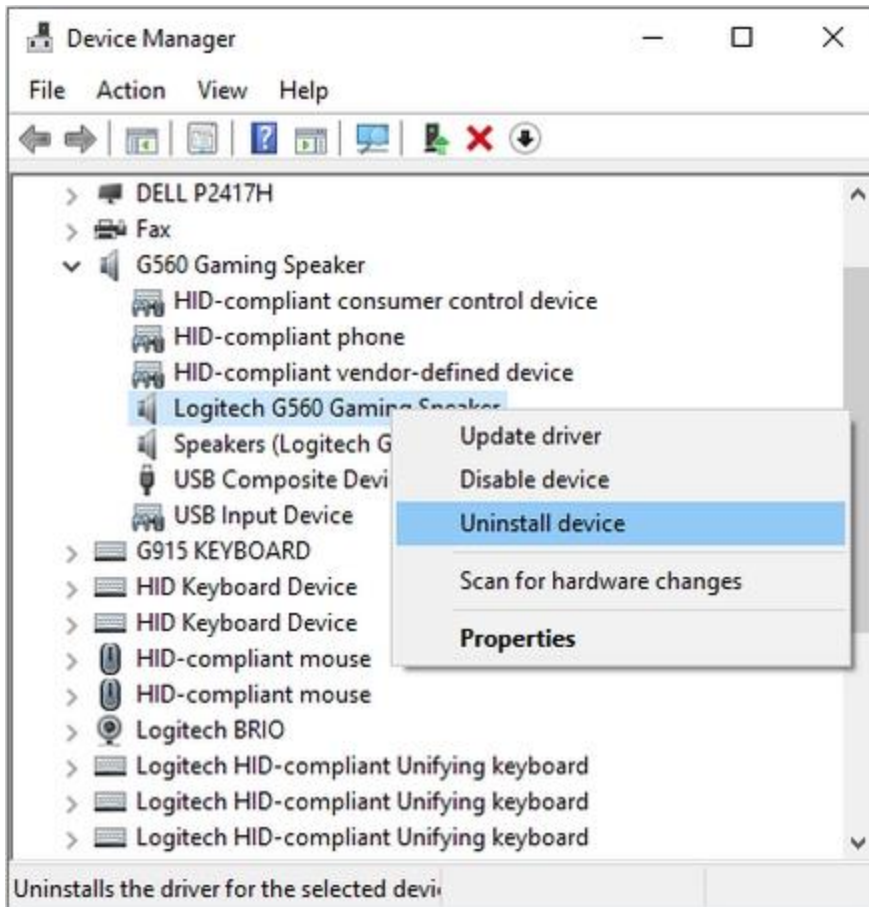 Device Manager
File Action View Help
DELL P2417H
Fax
G560 Gaming Speaker
HID-compliant consumer control device
HID-compliant phone
HID-compliant vendor-defined device
Logitech G560 Gaming Speaker
Speakers (Logitech G
USB Composite Devi
USB Input Device
G915 KEYBOARD
HID Keyboard Device
HID Keyboard Device
HID-compliant mouse
HID-compliant mouse
Logitech BRIO
Logitech HID-compliant Unifying keyboard
Logitech HID-compliant Unifying keyboard
Logitech HID-compliant Unifying keyboard
Update driver
Disable device
Uninstall device
Scan for hardware changes
Properties
Uninstalls the driver for the selected devi